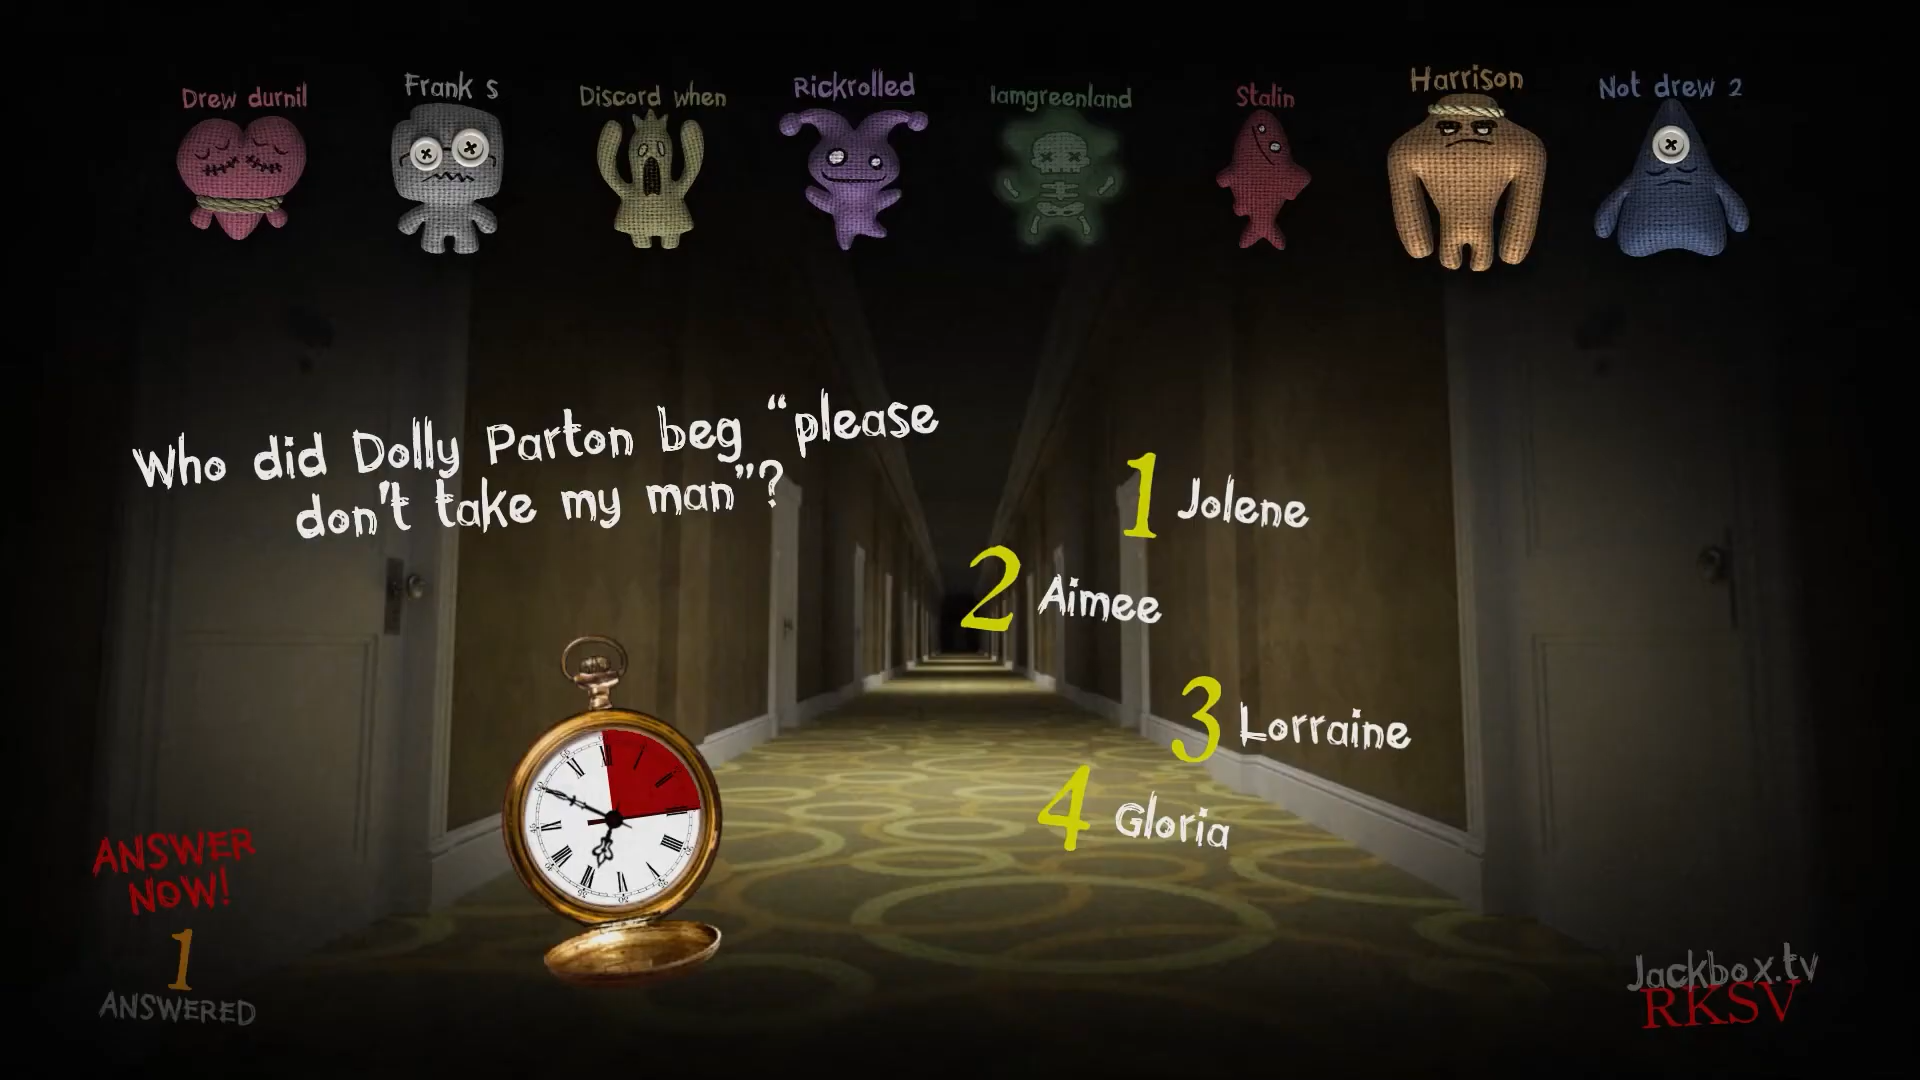 Drew durnil
Frank S
Discord when
Rickrolled
Iamgreenland
Stalin
Harrison
Not drew 2
Who did Dolly Parton beg “please
don't take my man”?
1 Jolene
2 Aimee
3 Lorraine
4 Gloria
ANSWER
NOW!
1
ANSWERED
Jackbox.tv
RKSV